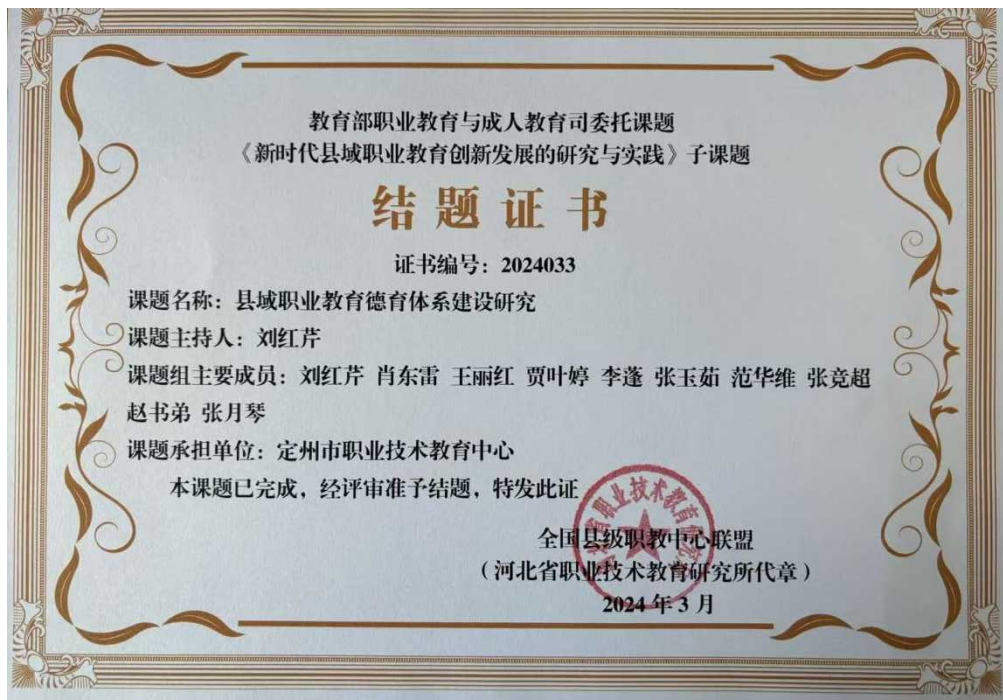 教育部职业教育与成人教育司委托课题
《新时代县域职业教育创新发展的研究与实践》子课题
结题证书
证书编号：2024033
课题名称：县域职业教育德育体系建设研究
课题主持人：刘红芹
课题组主要成员：刘红芹 肖东雷 王丽红 贾叶婷 李蓬 张玉茹 范华维 张竞超
赵书弟 张月琴
课题承担单位：定州市职业技术教育中心
本课题已完成，经评审准予结题，特发此证
全国县级职教中心联盟
（河北省职业技术教育研究所代章）
2024年3月